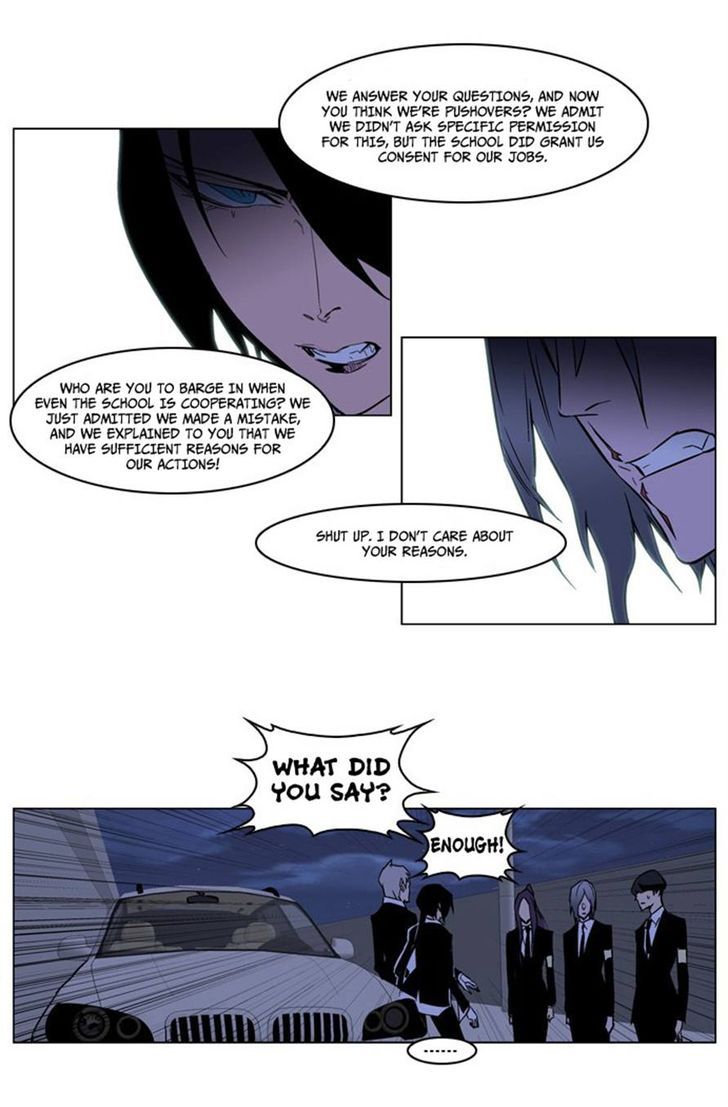 WE ANSWER YOUR QUESTIONS, AND NOW
YOU THINK WE'RE PUSHOVERS? WE ADMIT
WE DIDN'T ASK SPECIFIC PERMISSION
FOR THIS, BUT THE SCHOOL DID GRANT US
CONSENT FOR OUR JOBS.
WHO ARE YOU TO BARGE IN WHEN
EVEN THE SCHOOL IS COOPERATING? WE
JUST ADMITTED WE MADE A MISTAKE,
AND WE EXPLAINED TO YOU THAT WE
HAVE SUFFICIENT REASONS FOR
OUR ACTIONS!
SHUT UP. I DON'T CARE ABOUT
YOUR REASONS.
WHAT DID
YOU SAY?
ENOUGH!
......